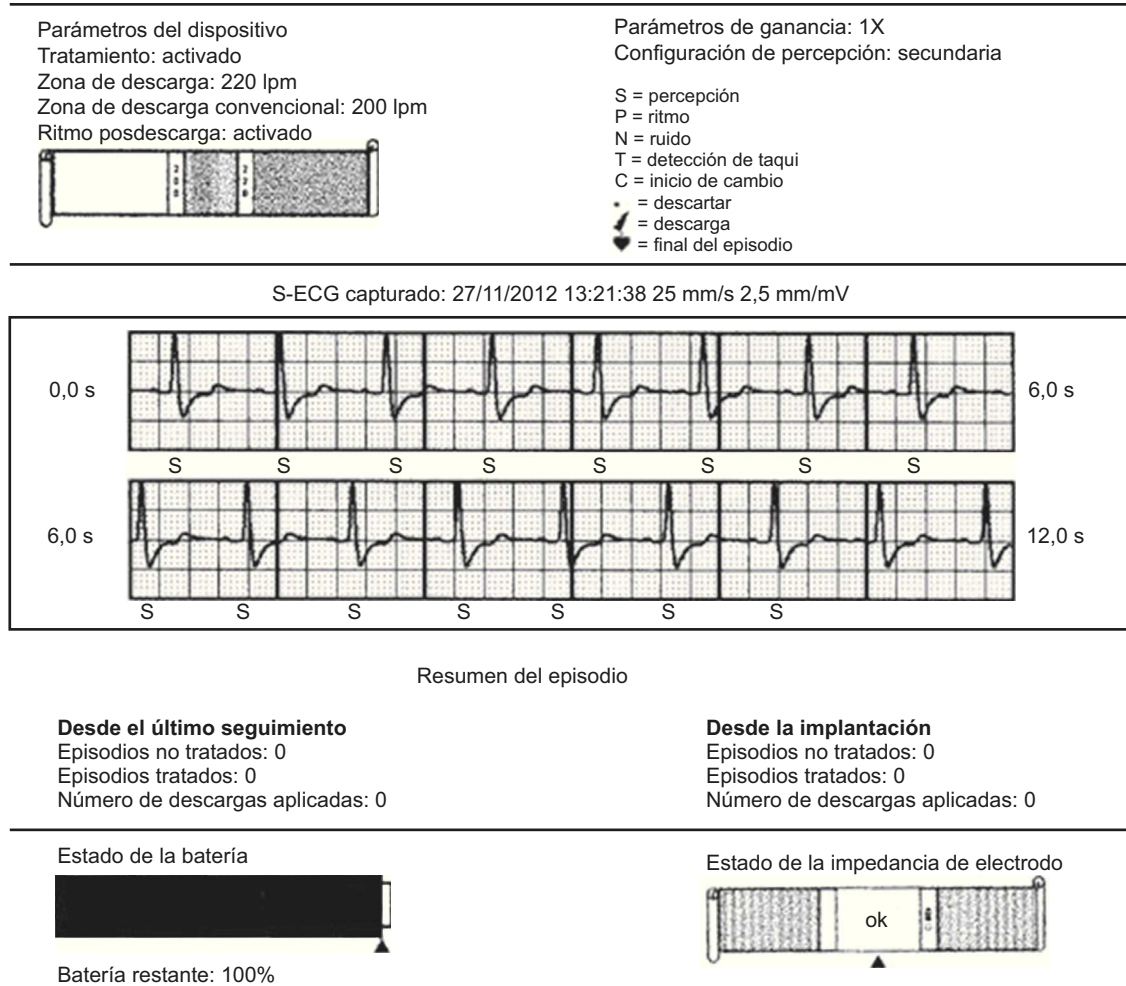 Parámetros del dispositivo
Tratamiento: activado
Zona de descarga: 220 lpm
Zona de descarga convencional: 200 lpm
Ritmo posdescarga: activado
200
220
Parámetros de ganancia: 1X
Configuración de percepción: secundaria
S = percepción
P = ritmo
N = ruido
T = detección de taqui
C = inicio de cambio
= descartar
= descarga
= final del episodio
S-ECG capturado: 27/11/2012 13:21:38 25 mm/s 2,5 mm/mV
0,0 s
6,0 s
S S S S S S S S
6,0 s
12,0 s
S S S S S S S
Resumen del episodio
Desde el último seguimiento
Episodios no tratados: 0
Episodios tratados: 0
Número de descargas aplicadas: 0
Desde la implantación
Episodios no tratados: 0
Episodios tratados: 0
Número de descargas aplicadas: 0
Estado de la batería
Batería restante: 100%
Estado de la impedancia de electrodo
ok